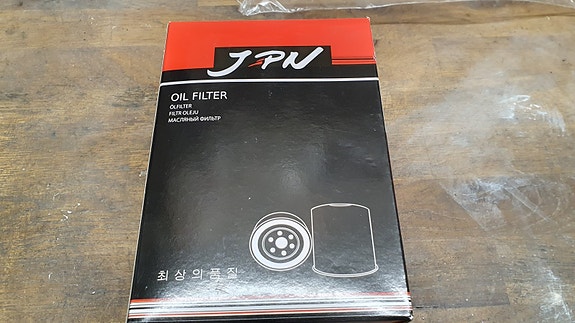 JPN
OIL FILTER
ÖLFILTER
FILTR OLEJU
МАСЛЯНЫЙ ФИЛЬТР
최상의품질